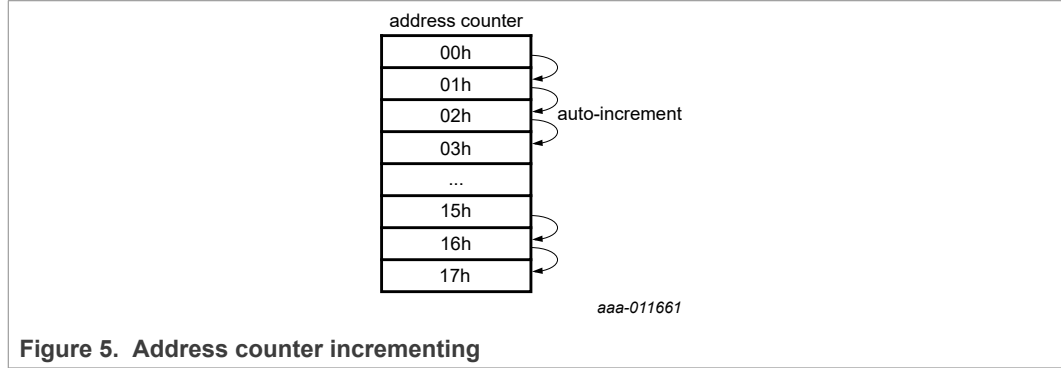 address counter
00h
01h
02h
auto-increment
03h
...
15h
16h
17h
aaa-011661
Figure 5. Address counter incrementing